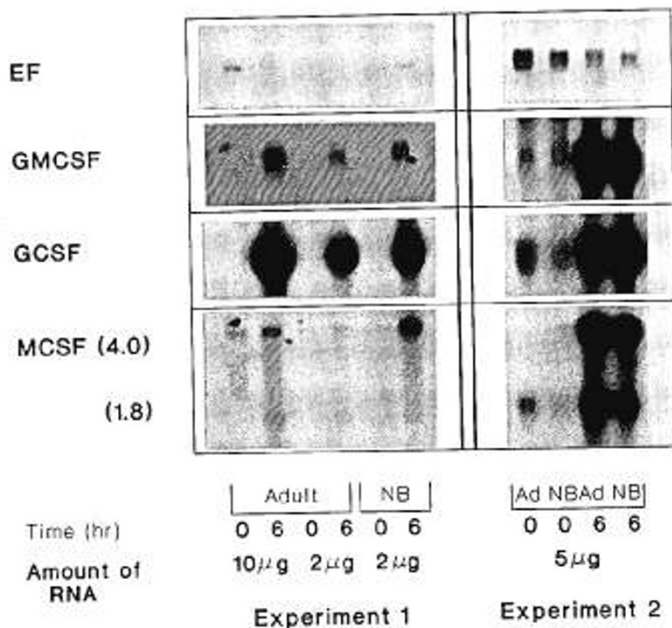 EF
GMCSF
GCSF
MCSF (4.0)
(1.8)
Adult NB Ad NB Ad NB
Time (hr) 0 6 0 6 0 6 0 0 6 6
Amount of RNA 10μg 2μg 2μg 5μg
Experiment 1 Experiment 2